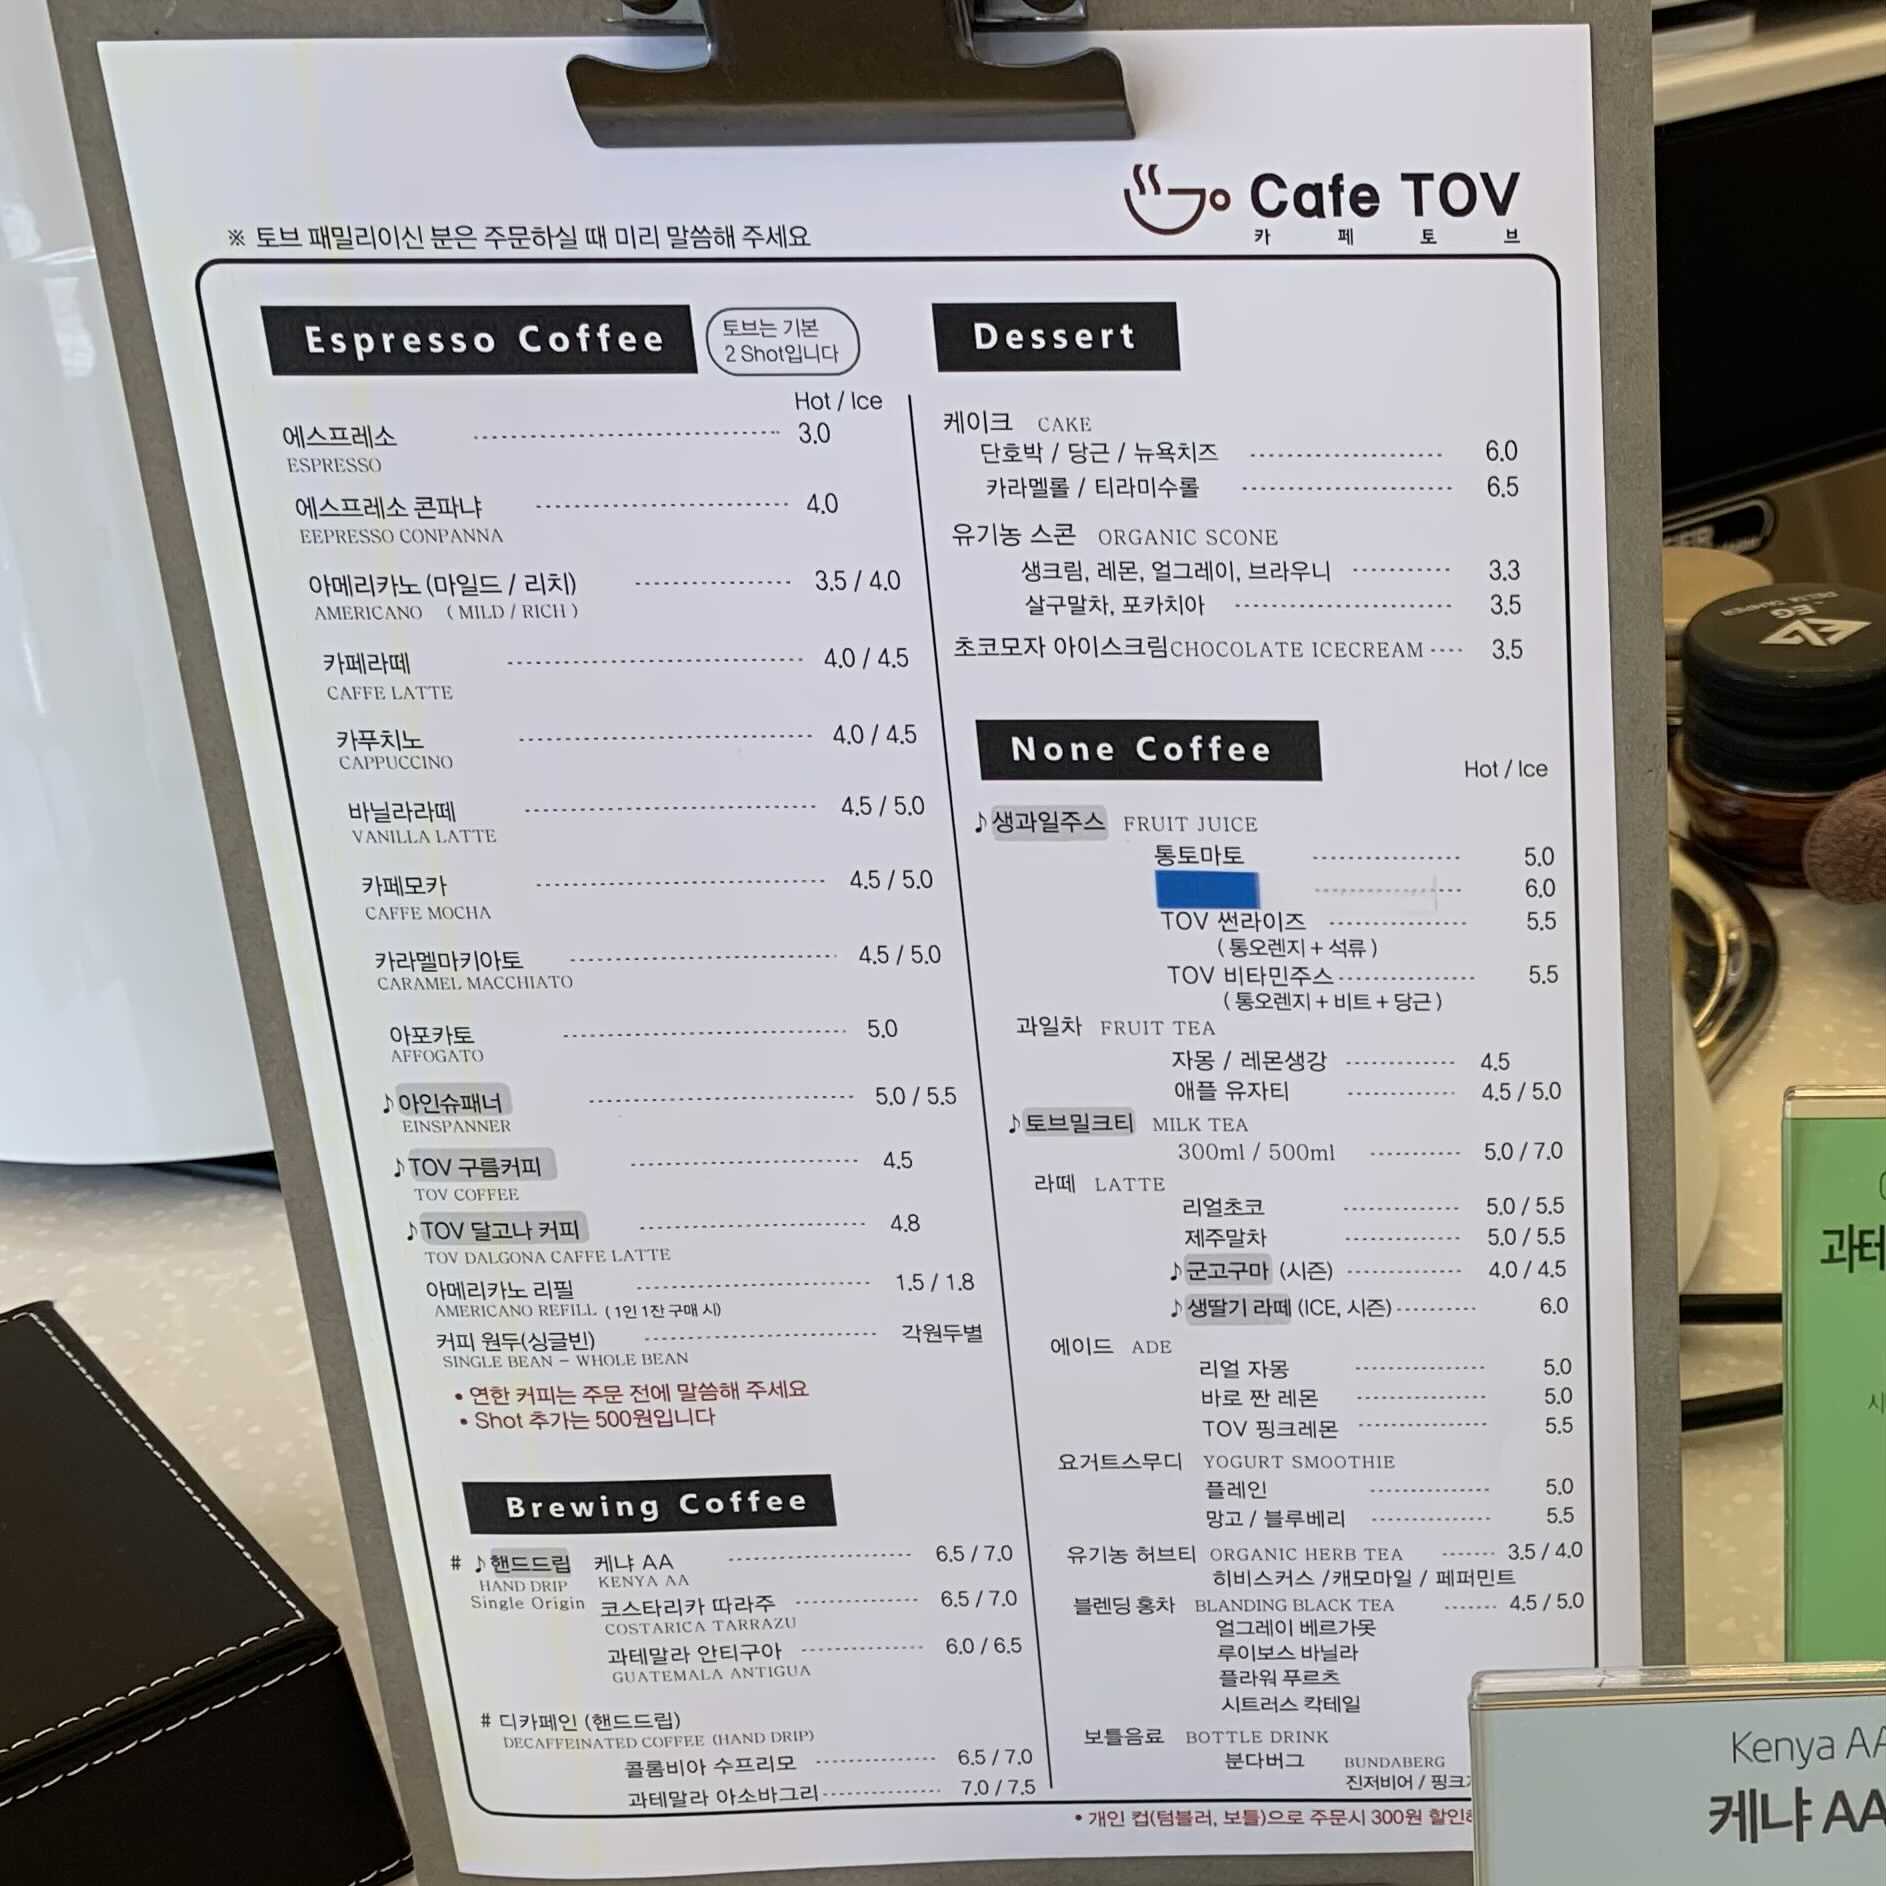 Cafe TOV
카 페 토 브
※ 토브 패밀리이신 분은 주문하실 때 미리 말씀해 주세요
Espresso Coffee
토브는 기본
2 Shot입니다
Hot / Ice
에스프레소 3.0
ESPRESSO
에스프레소 콘파냐 4.0
EEPRESSO CONPANNA
아메리카노 (마일드 / 리치) 3.5 / 4.0
AMERICANO ( MILD / RICH )
카페라떼 4.0 / 4.5
CAFFE LATTE
카푸치노 4.0 / 4.5
CAPPUCCINO
바닐라라떼 4.5 / 5.0
VANILLA LATTE
카페모카 4.5 / 5.0
CAFFE MOCHA
카라멜마키아토 4.5 / 5.0
CARAMEL MACCHIATO
아포카토 5.0
AFFOGATO
♪아인슈패너 5.0 / 5.5
EINSPANNER
♪TOV 구름커피 4.5
TOV COFFEE
♪TOV 달고나 커피 4.8
TOV DALGONA CAFFE LATTE
아메리카노 리필 1.5 / 1.8
AMERICANO REFILL ( 1인 1잔 구매 시)
커피 원두(싱글빈) 각원두별
SINGLE BEAN – WHOLE BEAN
• 연한 커피는 주문 전에 말씀해 주세요
• Shot 추가는 500원입니다
Brewing Coffee
# ♪핸드드립 케냐 AA 6.5 / 7.0
HAND DRIP KENYA AA
Single Origin 코스타리카 따라주 6.5 / 7.0
COSTARICA TARRAZU
과테말라 안티구아 6.0 / 6.5
GUATEMALA ANTIGUA
# 디카페인 (핸드드립)
DECAFFEINATED COFFEE (HAND DRIP)
콜롬비아 수프리모 6.5 / 7.0
과테말라 아소바그리 7.0 / 7.5
Dessert
케이크 CAKE
단호박 / 당근 / 뉴욕치즈 6.0
카라멜롤 / 티라미수롤 6.5
유기농 스콘 ORGANIC SCONE
생크림, 레몬, 얼그레이, 브라우니 3.3
살구말차, 포카치아 3.5
초코모자 아이스크림 CHOCOLATE ICECREAM 3.5
None Coffee
Hot / Ice
♪생과일주스 FRUIT JUICE
통토마토 5.0
6.0
TOV 썬라이즈 5.5
( 통오렌지 + 석류 )
TOV 비타민주스 5.5
( 통오렌지 + 비트 + 당근 )
과일차 FRUIT TEA
자몽 / 레몬생강 4.5
애플 유자티 4.5 / 5.0
♪토브밀크티 MILK TEA
300ml / 500ml 5.0 / 7.0
라떼 LATTE
리얼초코 5.0 / 5.5
제주말차 5.0 / 5.5
♪군고구마 (시즌) 4.0 / 4.5
♪생딸기 라떼 (ICE, 시즌) 6.0
에이드 ADE
리얼 자몽 5.0
바로 짠 레몬 5.0
TOV 핑크레몬 5.5
요거트스무디 YOGURT SMOOTHIE
플레인 5.0
망고 / 블루베리 5.5
유기농 허브티 ORGANIC HERB TEA 3.5 / 4.0
히비스커스 /캐모마일 / 페퍼민트
블렌딩 홍차 BLANDING BLACK TEA 4.5 / 5.0
얼그레이 베르가못
루이보스 바닐라
플라워 푸르츠
시트러스 칵테일
보틀음료 BOTTLE DRINK
분다버그 BUNDABERG
진저비어 / 핑크
• 개인 컵(텀블러, 보틀)으로 주문시 300원 할인
Kenya AA
케냐 AA
과테
EG